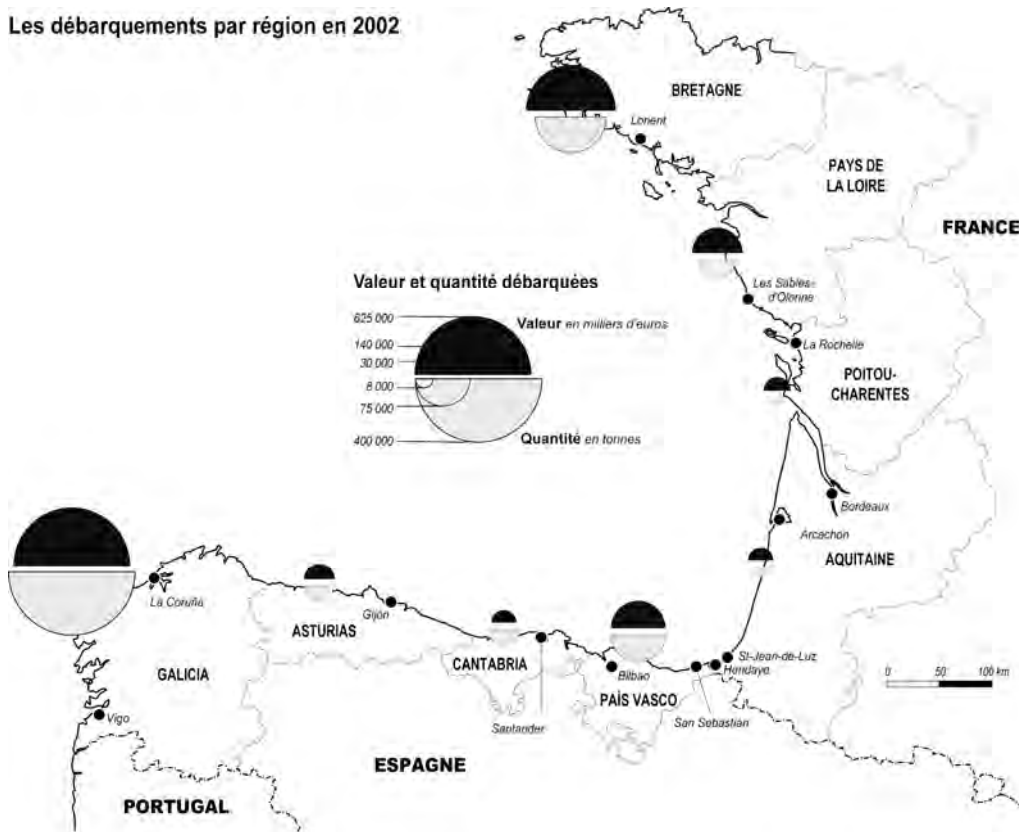 Les débarquements par région en 2002
BRETAGNE
Lorient
PAYS DE
LA LOIRE
FRANCE
Valeur et quantité débarquées
625 000
Valeur en milliers d'euros
140 000
30 000
8 000
75 000
400 000
Quantité en tonnes
Les Sables-
d'Olonne
La Rochelle
POITOU-
CHARENTES
Bordeaux
Arcachon
AQUITAINE
La Coruña
Gijón
ASTURIAS
GALICIA
CANTABRIA
St-Jean-de-Luz
Hendaye
Bilbao
PAÏS VASCO
0 50 100 km
Vigo
Santander
San Sebastian
ESPAGNE
PORTUGAL